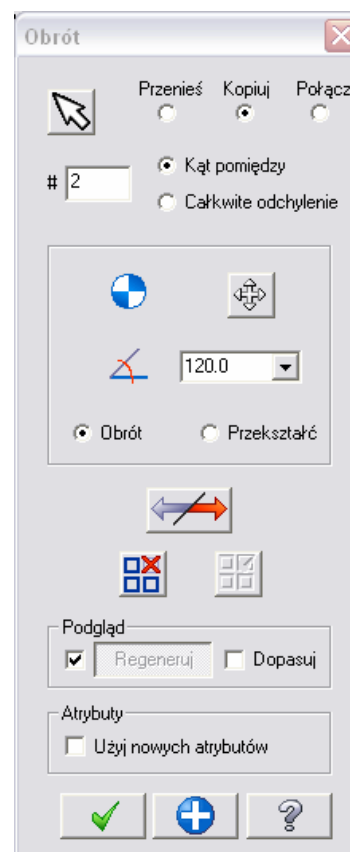 Obrót
Przenieś Kopiuj Połącz
# 2
Kąt pomiędzy
Całkwite odchylenie
120.0
Obrót Przekształć
Podgląd
Regeneruj Dopasuj
Atrybuty
Użyj nowych atrybutów